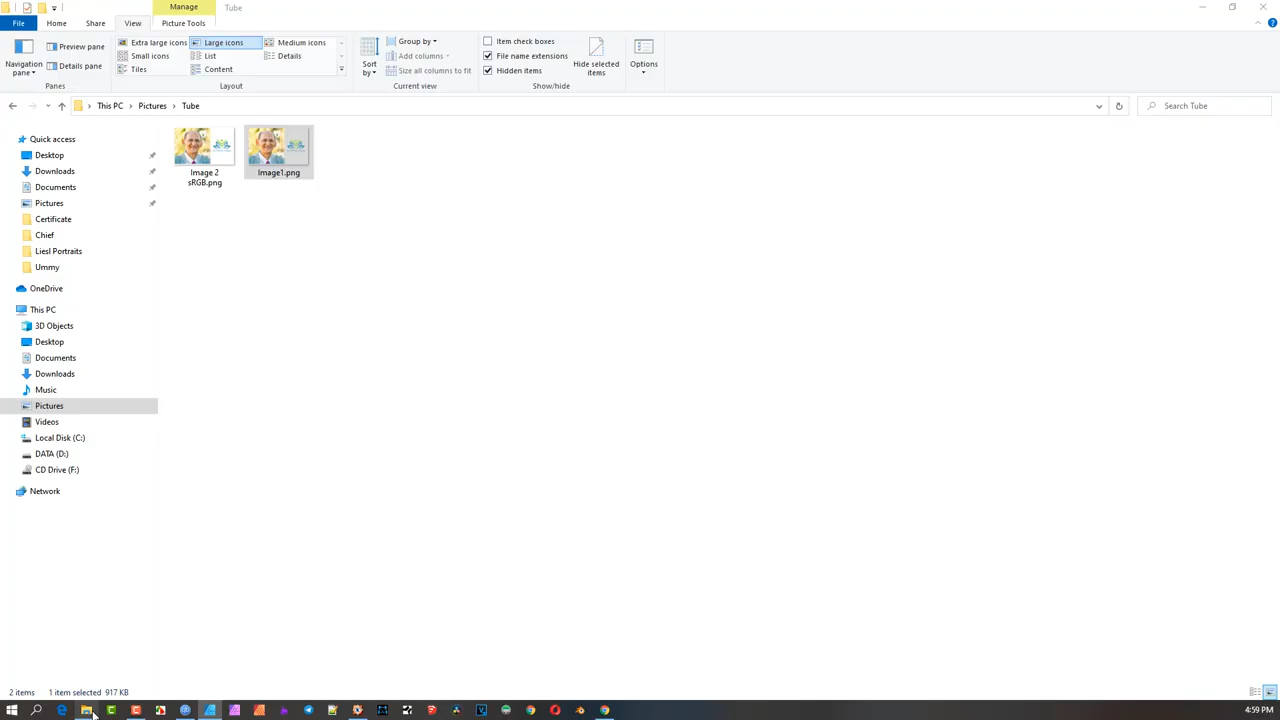 Manage
Tube
File
Home
Share
View
Picture Tools
Navigation pane
Preview pane
Details pane
Panes
Extra large icons
Large icons
Medium icons
Small icons
List
Details
Tiles
Content
Layout
Sort by
Group by
Add columns
Size all columns to fit
Current view
Item check boxes
File name extensions
Hidden items
Hide selected items
Show/hide
Options
This PC
Pictures
Tube
Search Tube
Quick access
Desktop
Downloads
Documents
Pictures
Certificate
Chief
Liesl Portraits
Ummy
OneDrive
This PC
3D Objects
Desktop
Documents
Downloads
Music
Pictures
Videos
Local Disk (C:)
DATA (D:)
CD Drive (F:)
Network
Image 2
sRGB.png
Image1.png
2 items
1 item selected 917 KB
4:59 PM